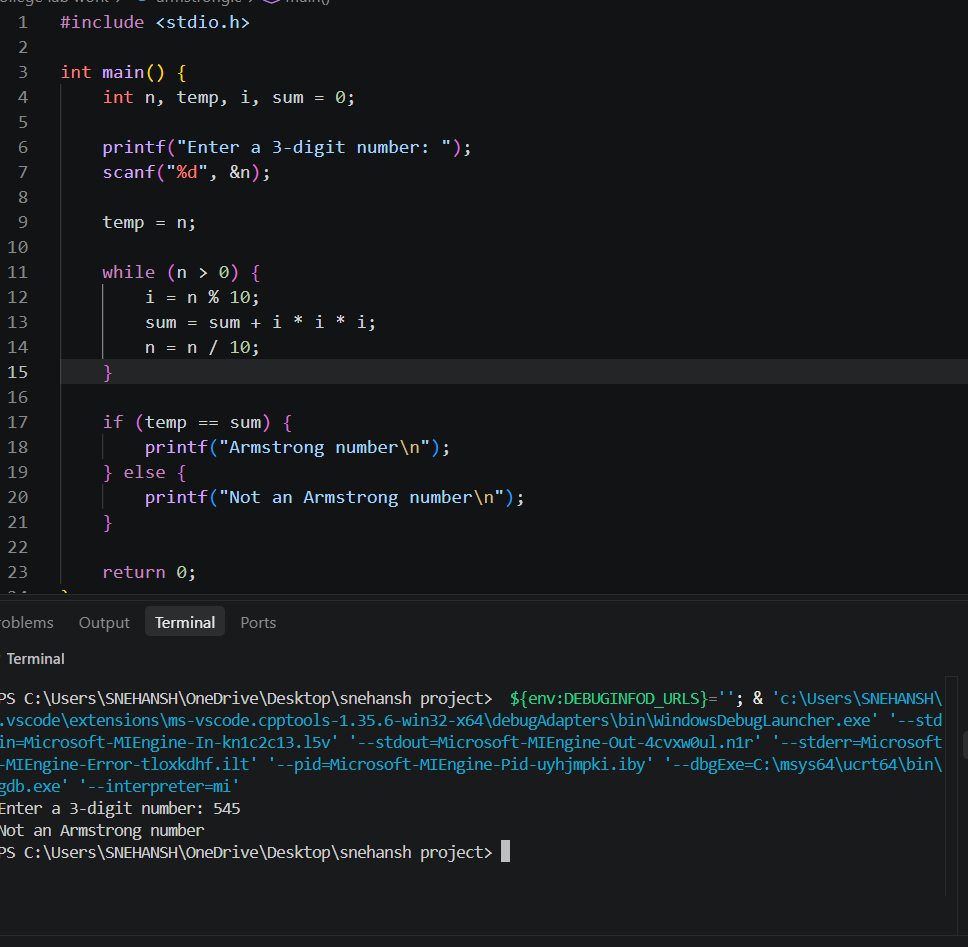 college lab work > armstrong.c > main()
1 #include <stdio.h>
2
3 int main() {
4     int n, temp, i, sum = 0;
5
6     printf("Enter a 3-digit number: ");
7     scanf("%d", &n);
8
9     temp = n;
10
11     while (n > 0) {
12         i = n % 10;
13         sum = sum + i * i * i;
14         n = n / 10;
15     }
16
17     if (temp == sum) {
18         printf("Armstrong number\n");
19     } else {
20         printf("Not an Armstrong number\n");
21     }
22
23     return 0;
24 }
roblems Output Terminal Ports
Terminal
PS C:\Users\SNEHANSH\OneDrive\Desktop\snehansh project>  ${env:DEBUGINFOD_URLS}=''; & 'c:\Users\SNEHANSH\
.vscode\extensions\ms-vscode.cpptools-1.35.6-win32-x64\debugAdapters\bin\WindowsDebugLauncher.exe' '--std
in=Microsoft-MIEngine-In-kn1c2c13.l5v' '--stdout=Microsoft-MIEngine-Out-4cvxw0ul.n1r' '--stderr=Microsoft
-MIEngine-Error-tloxkdhf.ilt' '--pid=Microsoft-MIEngine-Pid-uyhjmpki.iby' '--dbgExe=C:\msys64\ucrt64\bin\
gdb.exe' '--interpreter=mi'
Enter a 3-digit number: 545
Not an Armstrong number
PS C:\Users\SNEHANSH\OneDrive\Desktop\snehansh project>